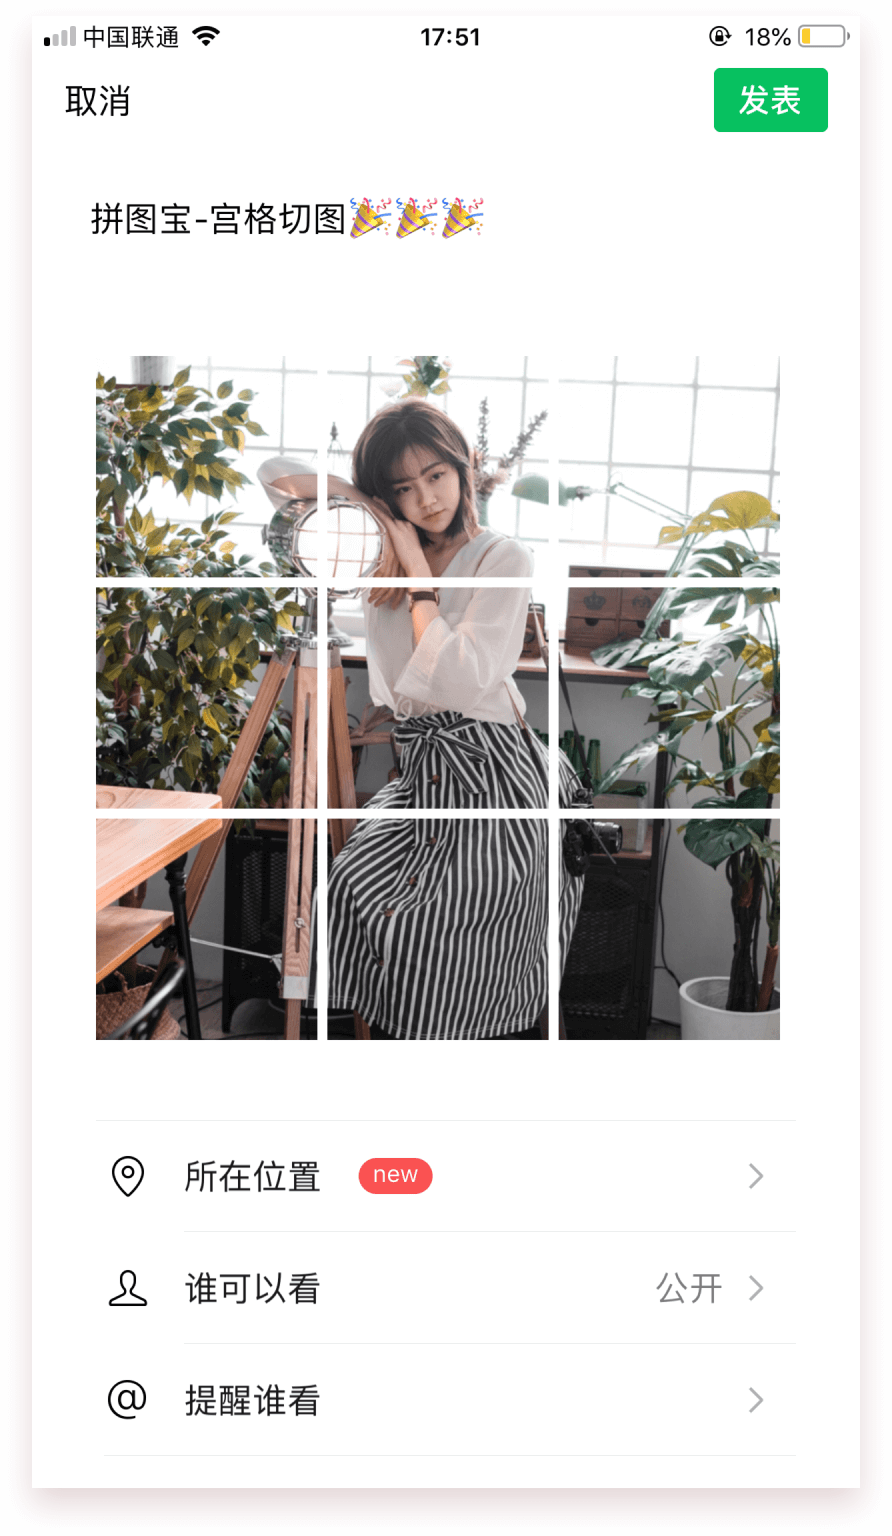 中国联通 17:51 18%
取消 发表
拼图宝-宫格切图🎉🎉🎉
所在位置 new
谁可以看 公开
@ 提醒谁看